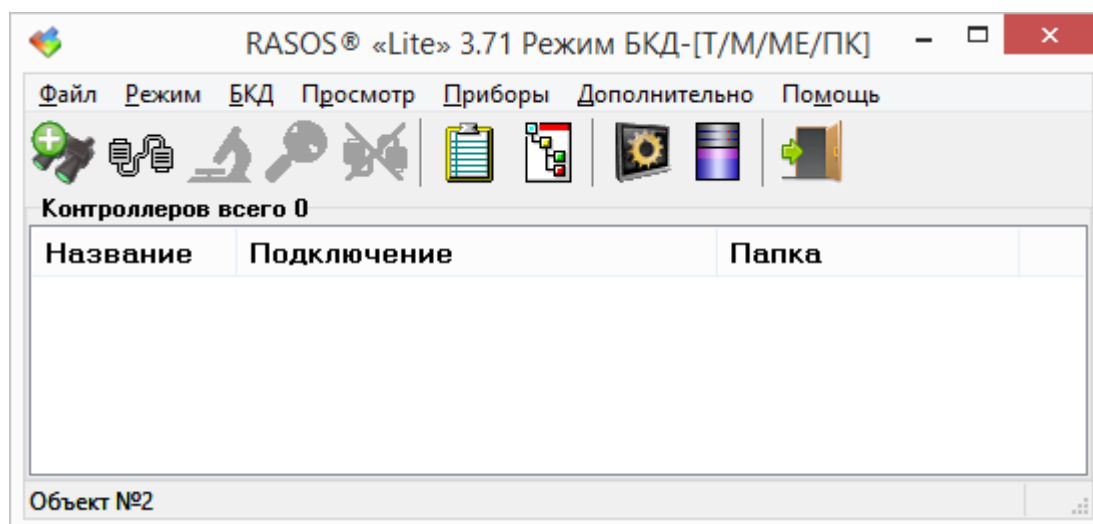 RASOS® «Lite» 3.71 Режим БКД-[Т/М/МЕ/ПК]
Файл Режим БКД Просмотр Приборы Дополнительно Помощь
Контроллеров всего 0
Название Подключение Папка
Объект №2